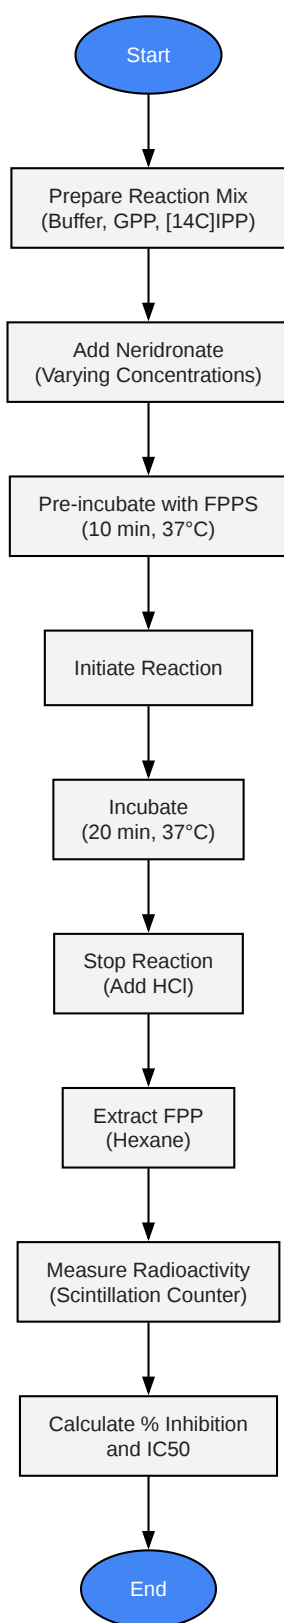 Start
Prepare Reaction Mix
(Buffer, GPP, [14C]IPP)
Add Neridronate
(Varying Concentrations)
Pre-incubate with FPPS
(10 min, 37°C)
Initiate Reaction
Incubate
(20 min, 37°C)
Stop Reaction
(Add HCl)
Extract FPP
(Hexane)
Measure Radioactivity
(Scintillation Counter)
Calculate % Inhibition
and IC50
End